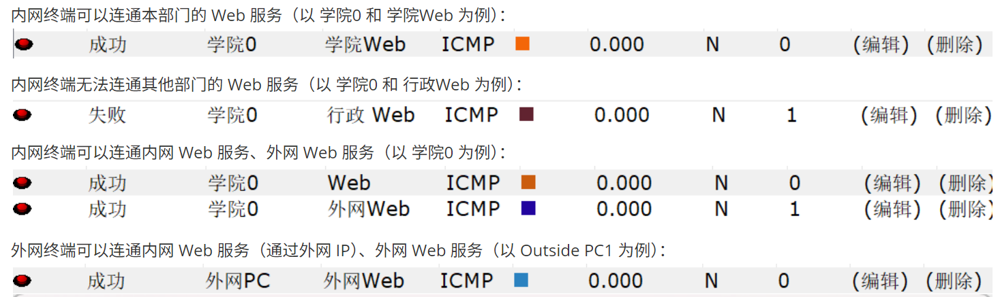 内网终端可以连通本部门的 Web 服务（以 学院0 和 学院Web 为例）：
成功 学院0 学院Web ICMP 0.000 N 0 (编辑) (删除)
内网终端无法连通其他部门的 Web 服务（以 学院0 和 行政Web 为例）：
失败 学院0 行政 Web ICMP 0.000 N 1 (编辑) (删除)
内网终端可以连通内网 Web 服务、外网 Web 服务（以 学院0 为例）：
成功 学院0 Web ICMP 0.000 N 0 (编辑) (删除)
成功 学院0 外网Web ICMP 0.000 N 1 (编辑) (删除)
外网终端可以连通内网 Web 服务（通过外网 IP）、外网 Web 服务（以 Outside PC1 为例）：
成功 外网PC 外网Web ICMP 0.000 N 0 (编辑) (删除)